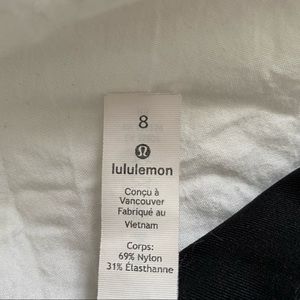 8
lululemon
Conçu à
Vancouver
Fabriqué au
Vietnam
Corps:
69% Nylon
31% Élasthanne